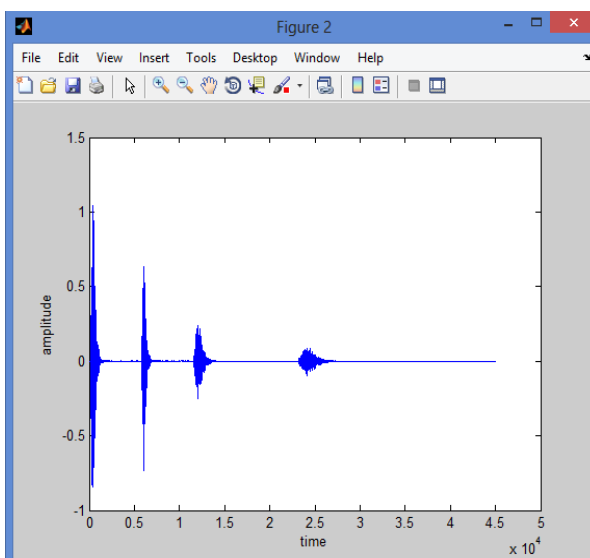 Figure 2
File Edit View Insert Tools Desktop Window Help
1.5
1
0.5
0
-0.5
-1
amplitude
0 0.5 1 1.5 2 2.5 3 3.5 4 4.5 5
time
x 10^4